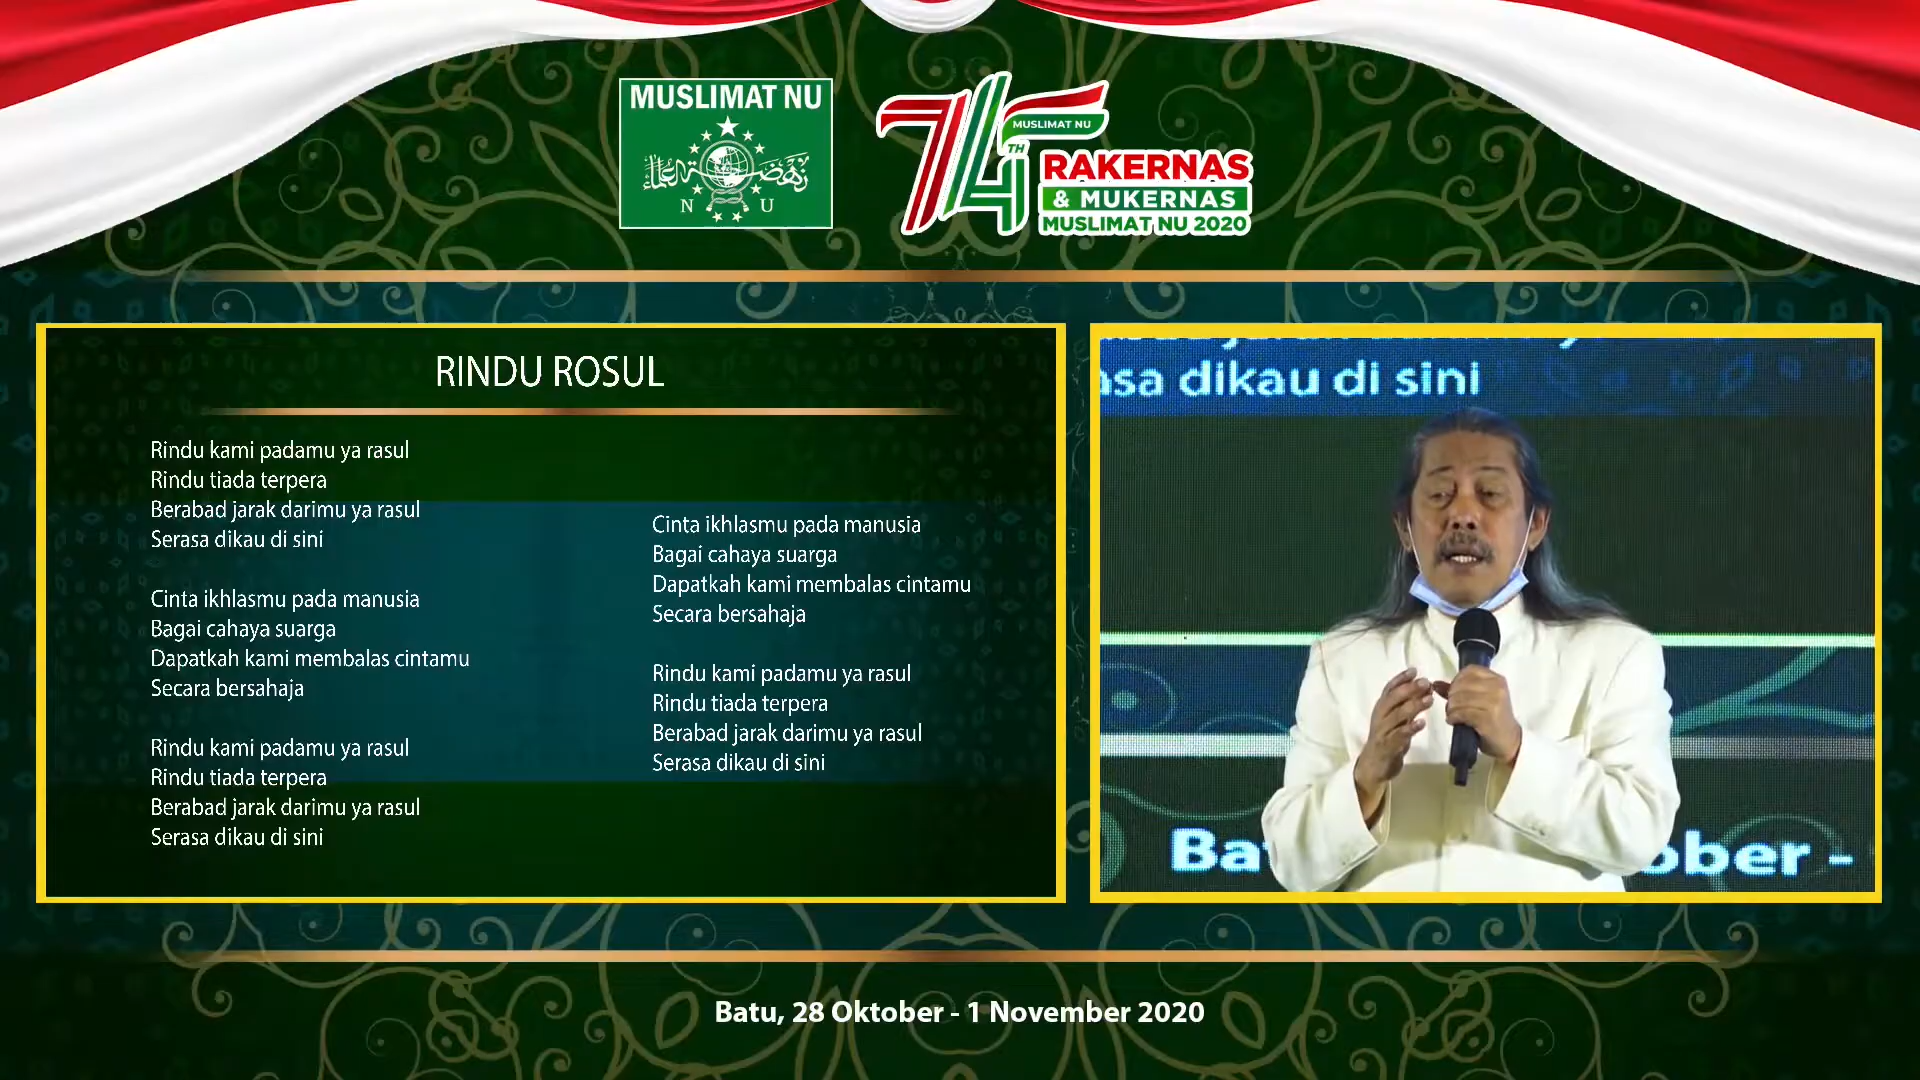 MUSLIMAT NU
نهضة العلماء
N U
74TH
MUSLIMAT NU
RAKERNAS
& MUKERNAS
MUSLIMAT NU 2020
RINDU ROSUL
Rindu kami padamu ya rasul
Rindu tiada terpera
Berabad jarak darimu ya rasul
Serasa dikau di sini
Cinta ikhlasmu pada manusia
Bagai cahaya suarga
Dapatkah kami membalas cintamu
Secara bersahaja
Rindu kami padamu ya rasul
Rindu tiada terpera
Berabad jarak darimu ya rasul
Serasa dikau di sini
Cinta ikhlasmu pada manusia
Bagai cahaya suarga
Dapatkah kami membalas cintamu
Secara bersahaja
Rindu kami padamu ya rasul
Rindu tiada terpera
Berabad jarak darimu ya rasul
Serasa dikau di sini
asa dikau di sini
Ba ober -
Batu, 28 Oktober - 1 November 2020